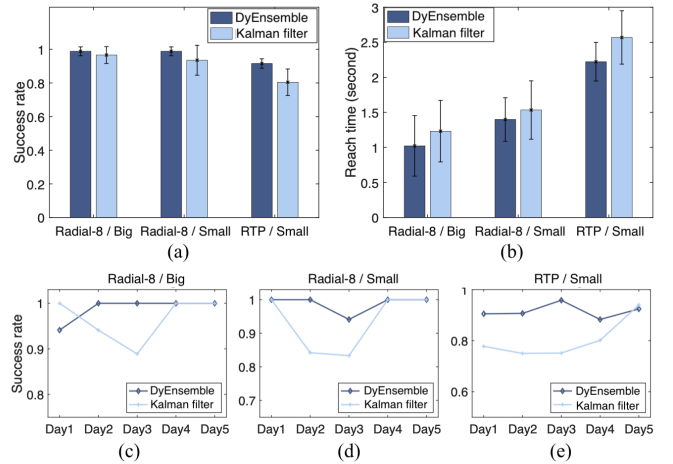 DyEnsemble
Kalman filter
Success rate
1
0.8
0.6
0.4
0.2
0
Radial-8 / Big
Radial-8 / Small
RTP / Small
(a)
DyEnsemble
Kalman filter
Reach time (second)
3
2.5
2
1.5
1
0.5
0
Radial-8 / Big
Radial-8 / Small
RTP / Small
(b)
Radial-8 / Big
Success rate
1
0.9
0.8
DyEnsemble
Kalman filter
Day1 Day2 Day3 Day4 Day5
(c)
Radial-8 / Small
1
0.9
0.8
0.7
DyEnsemble
Kalman filter
Day1 Day2 Day3 Day4 Day5
(d)
RTP / Small
1
0.8
0.6
DyEnsemble
Kalman filter
Day1 Day2 Day3 Day4 Day5
(e)